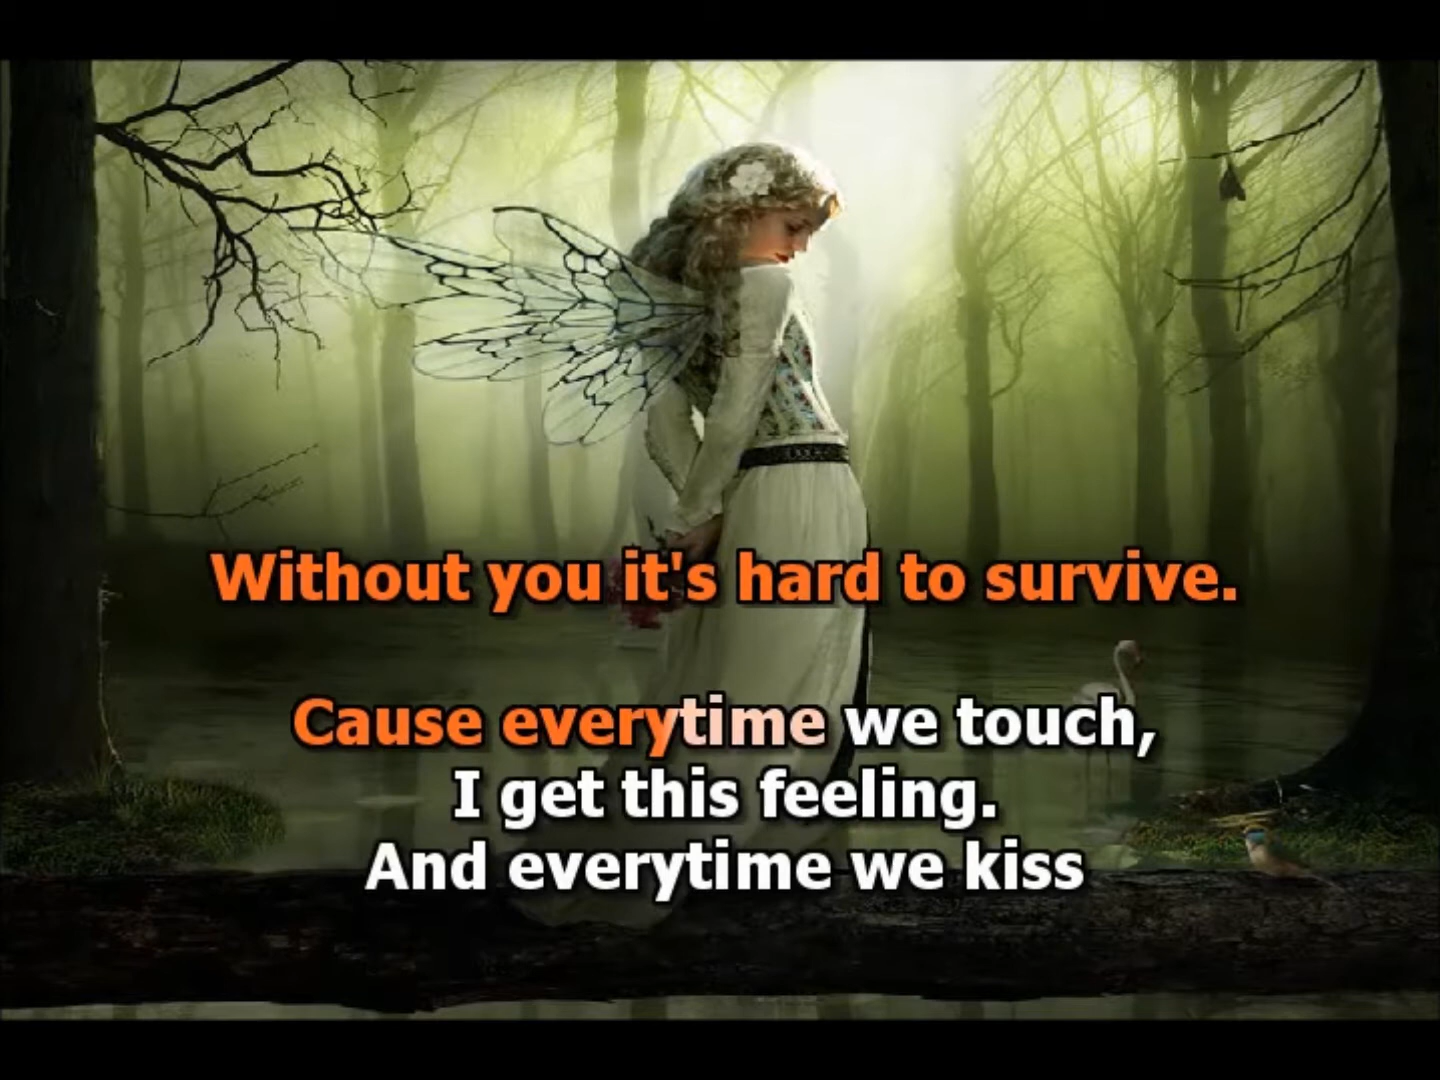 Without you it's hard to survive.
Cause everytime we touch,
I get this feeling.
And everytime we kiss